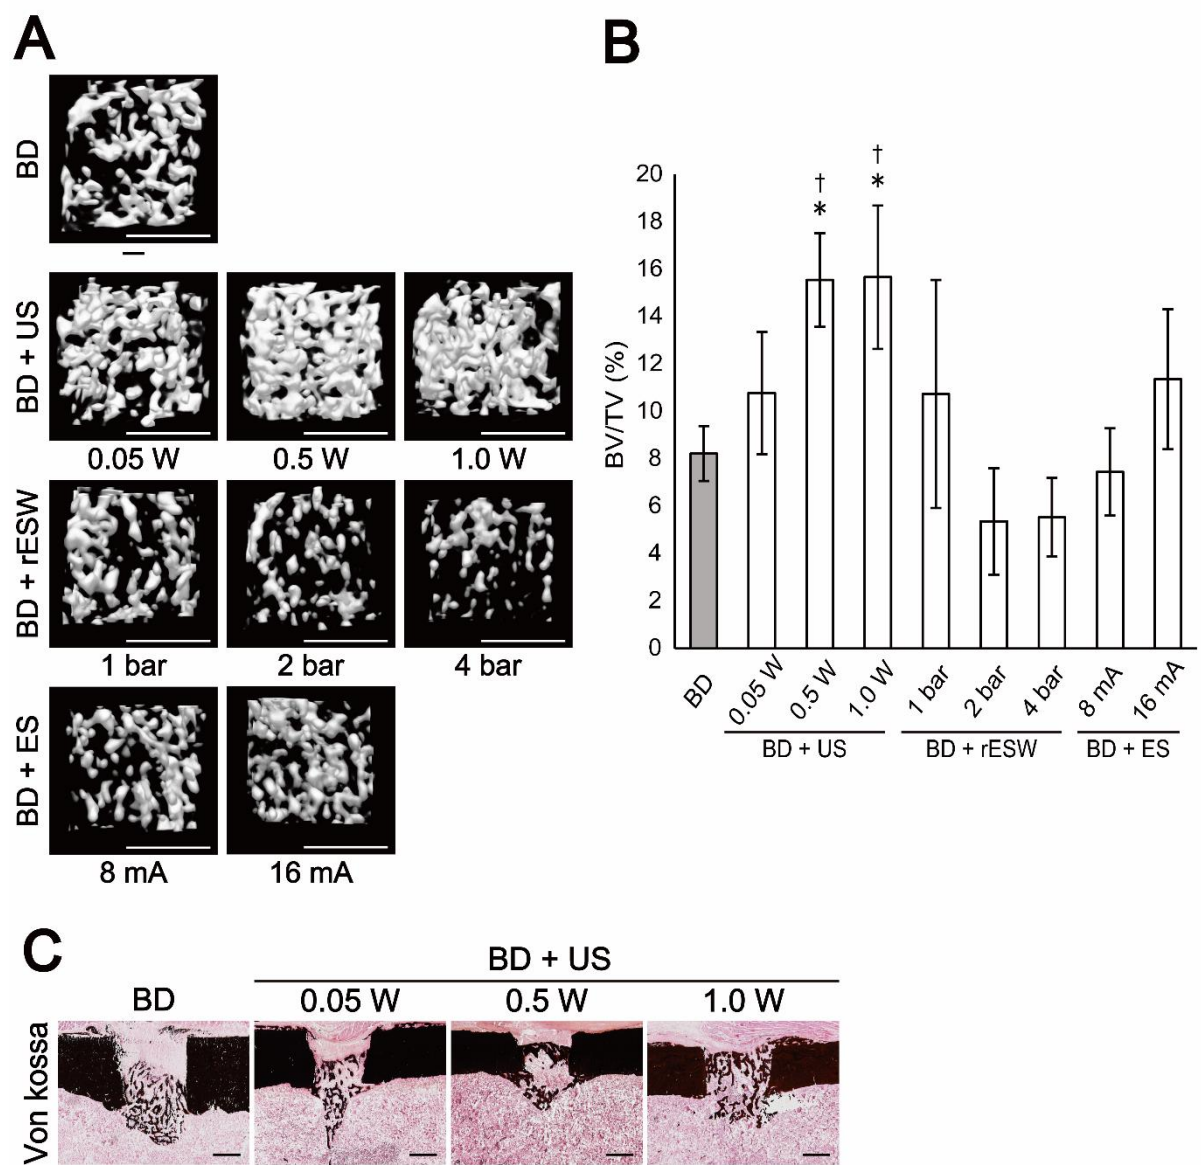 A
BD
BD + US
0.05 W
0.5 W
1.0 W
BD + rESW
1 bar
2 bar
4 bar
BD + ES
8 mA
16 mA
B
BV/TV (%)
20
18
16
14
12
10
8
6
4
2
0
†
*
†
*
BD
0.05 W
0.5 W
1.0 W
1 bar
2 bar
4 bar
8 mA
16 mA
BD + US
BD + rESW
BD + ES
C
BD + US
BD
0.05 W
0.5 W
1.0 W
Von kossa